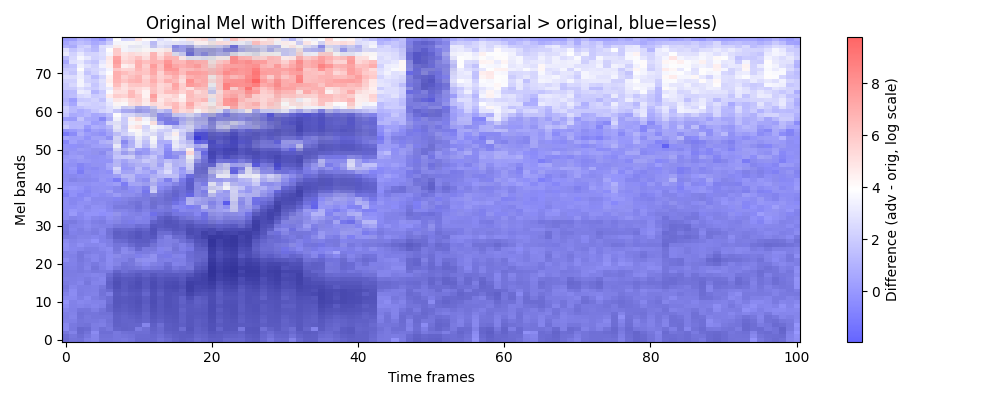 Original Mel with Differences (red=adversarial > original, blue=less)
Mel bands
70
60
50
40
30
20
10
0
0 20 40 60 80 100
Time frames
8
6
4
2
0
Difference (adv - orig, log scale)